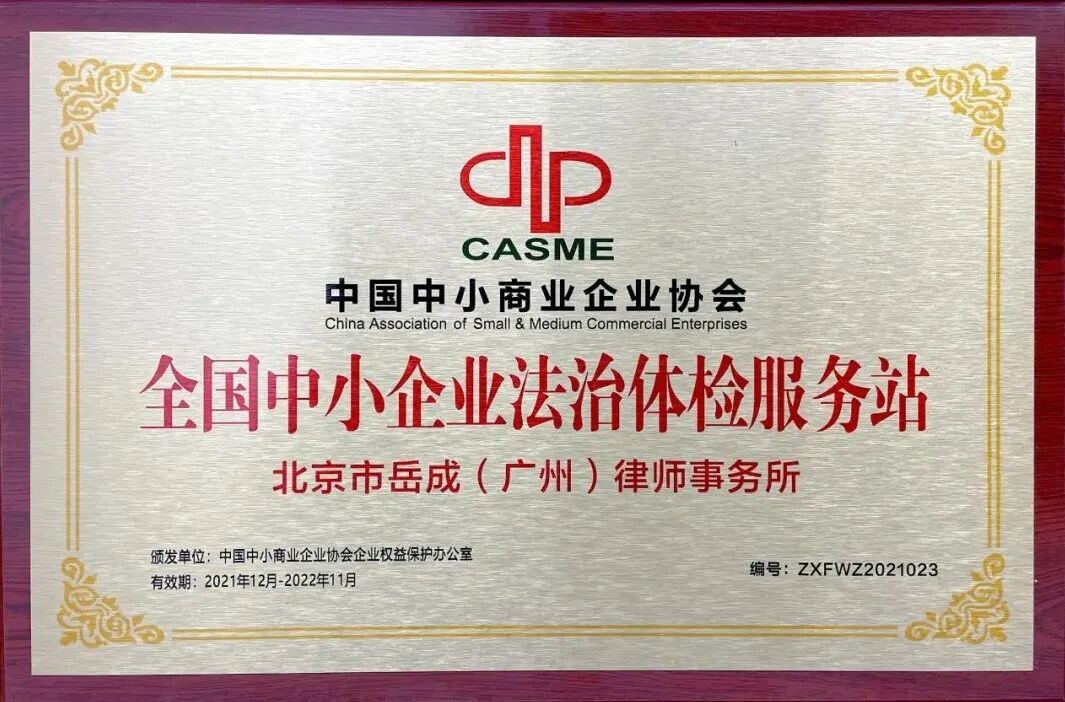 CASME
中国中小商业企业协会
China Association of Small & Medium Commercial Enterprises
全国中小企业法治体检服务站
北京市岳成（广州）律师事务所
颁发单位：中国中小商业企业协会企业权益保护办公室
有效期：2021年12月-2022年11月
编号：ZXFWZ2021023